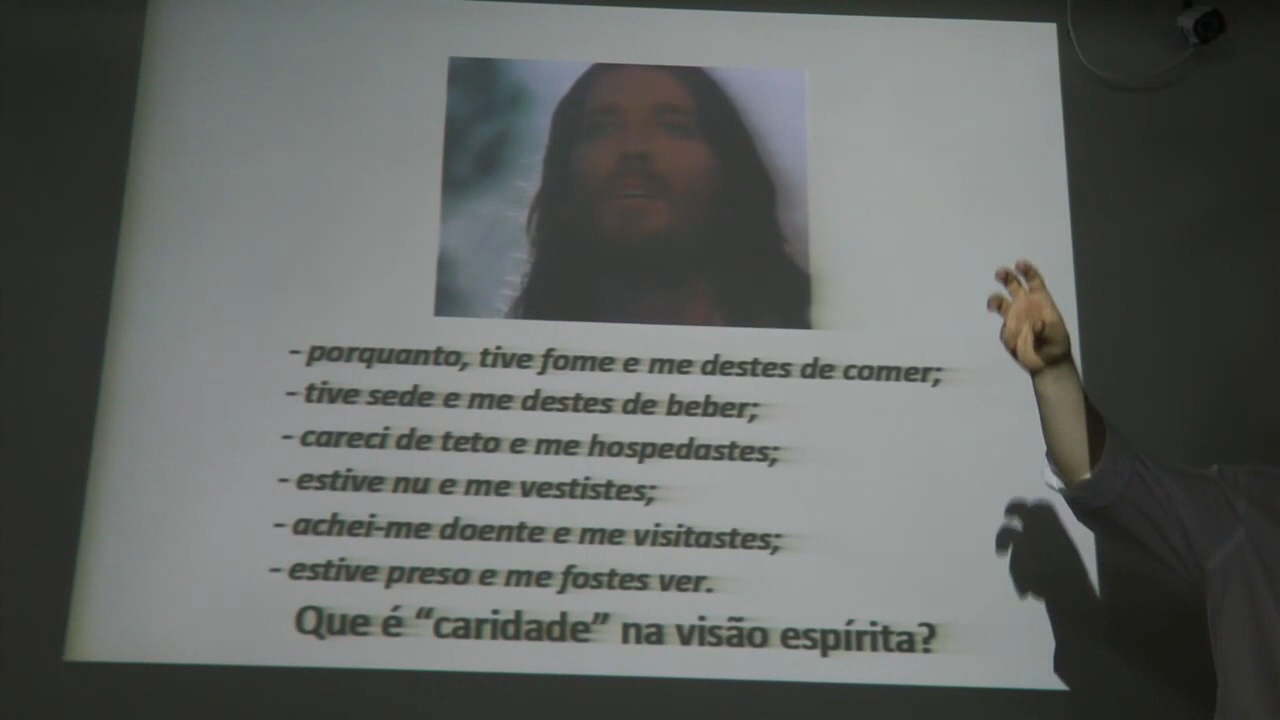 - porquanto, tive fome e me destes de comer;
- tive sede e me destes de beber;
- careci de teto e me hospedastes;
- estive nu e me vestistes;
- achei-me doente e me visitastes;
- estive preso e me fostes ver.
Que é “caridade” na visão espírita?